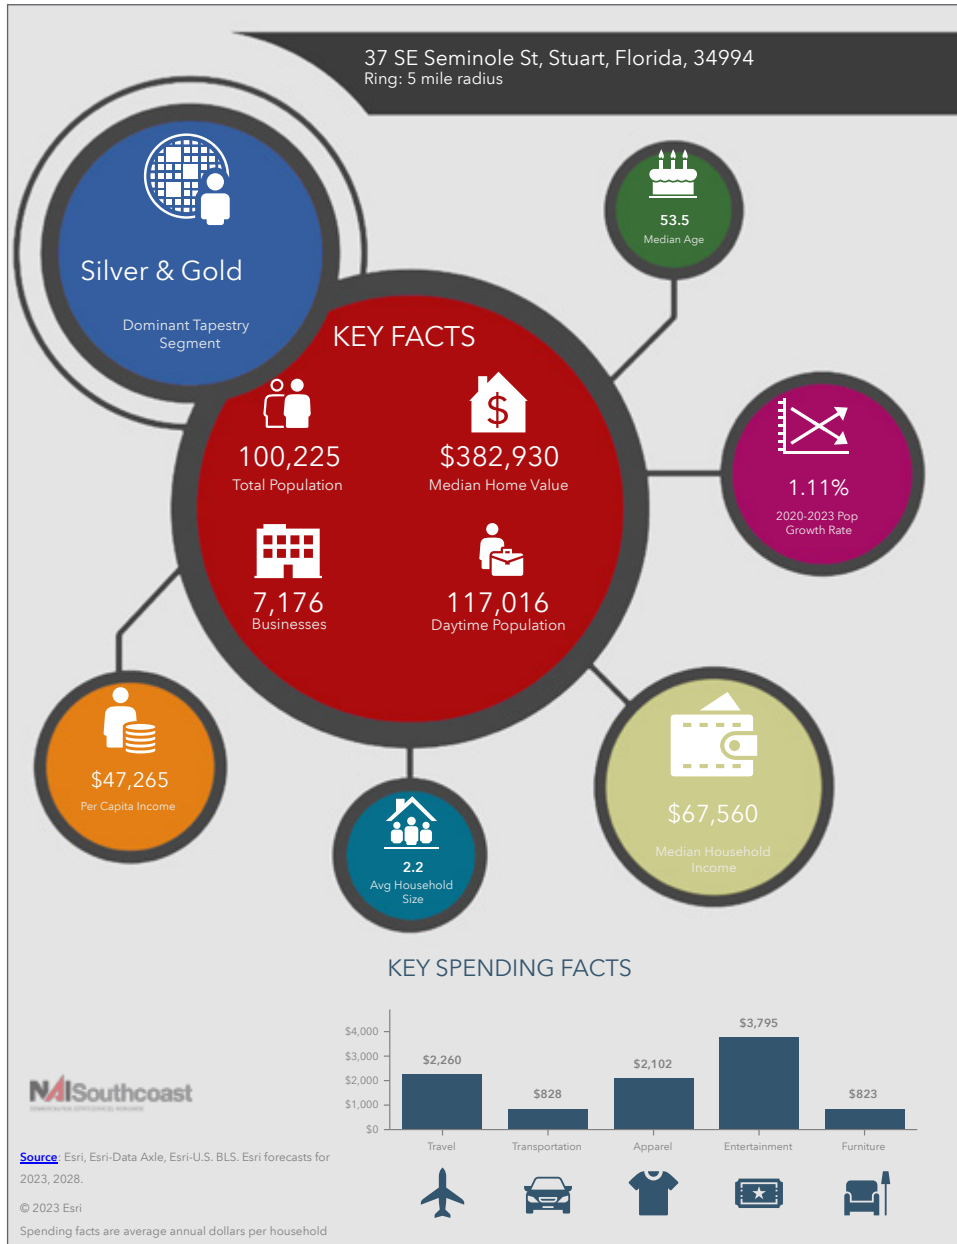 37 SE Seminole St, Stuart, Florida, 34994
Ring: 5 mile radius
Silver & Gold
Dominant Tapestry
Segment
53.5
Median Age
KEY FACTS
100,225
Total Population
$382,930
Median Home Value
7,176
Businesses
117,016
Daytime Population
1.11%
2020-2023 Pop
Growth Rate
$47,265
Per Capita Income
2.2
Avg Household
Size
$67,560
Median Household
Income
KEY SPENDING FACTS
$4,000
$3,000
$2,000
$1,000
$0
$2,260
$828
$2,102
$3,795
$823
Travel
Transportation
Apparel
Entertainment
Furniture
NAISouthcoast
COMMERCIAL REAL ESTATE SERVICES, WORLDWIDE
Source: Esri, Esri-Data Axle, Esri-U.S. BLS. Esri forecasts for
2023, 2028.
© 2023 Esri
Spending facts are average annual dollars per household